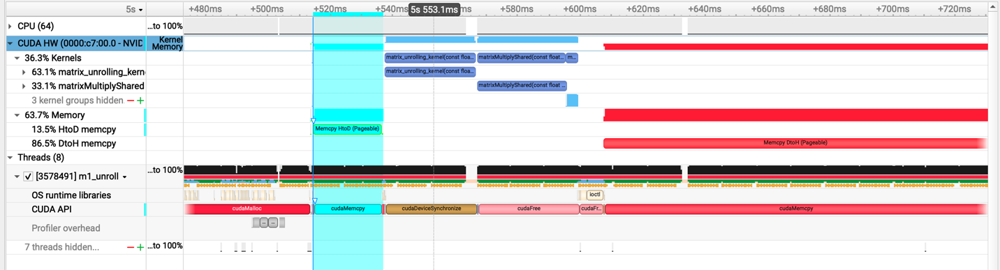 5s +480ms +500ms +520ms +540ms 5s 553.1ms +580ms +600ms +620ms +640ms +660ms +680ms +700ms +720ms
CPU (64) ...to 100%
CUDA HW (0000:c7:00.0 - NVID Kernel
Memory
36.3% Kernels matrix_unrolling_kernel(const floa... matrixMultiplyShared(const float... m...
63.1% matrix_unrolling_kern matrix_unrolling_kernel(const floa...
33.1% matrixMultiplyShared matrixMultiplyShared(const float ...
3 kernel groups hidden
63.7% Memory
13.5% HtoD memcpy Memcpy HtoD (Pageable)
86.5% DtoH memcpy Memcpy DtoH (Pageable)
Threads (8)
...to 100%
[3578491] m1_unroll
OS runtime libraries ioctl
CUDA API cudaMalloc cudaMemcpy cudaDeviceSynchronize cudaFree cudaFr... cudaMemcpy
Profiler overhead ... ...
7 threads hidden... ...to 100%